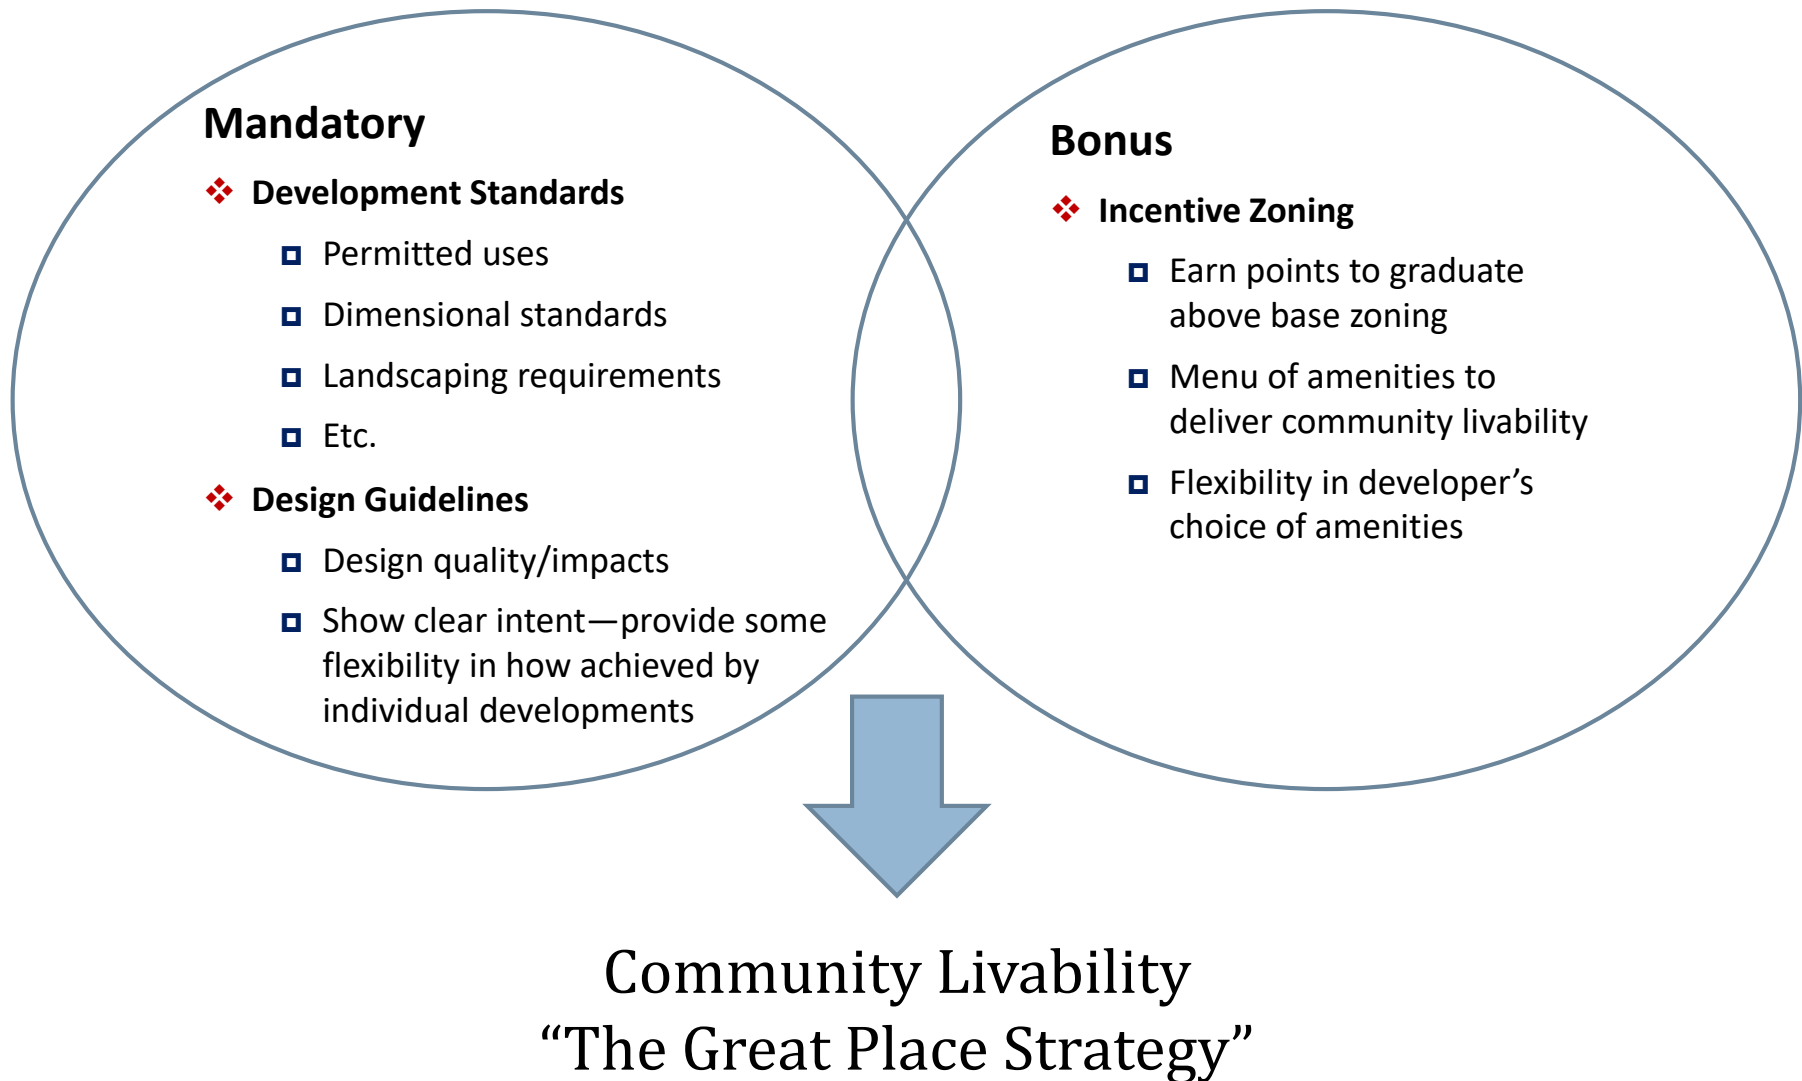 Mandatory
Development Standards
Permitted uses
Dimensional standards
Landscaping requirements
Etc.
Design Guidelines
Design quality/impacts
Show clear intent—provide some
flexibility in how achieved by
individual developments
Bonus
Incentive Zoning
Earn points to graduate
above base zoning
Menu of amenities to
deliver community livability
Flexibility in developer’s
choice of amenities
Community Livability
“The Great Place Strategy”